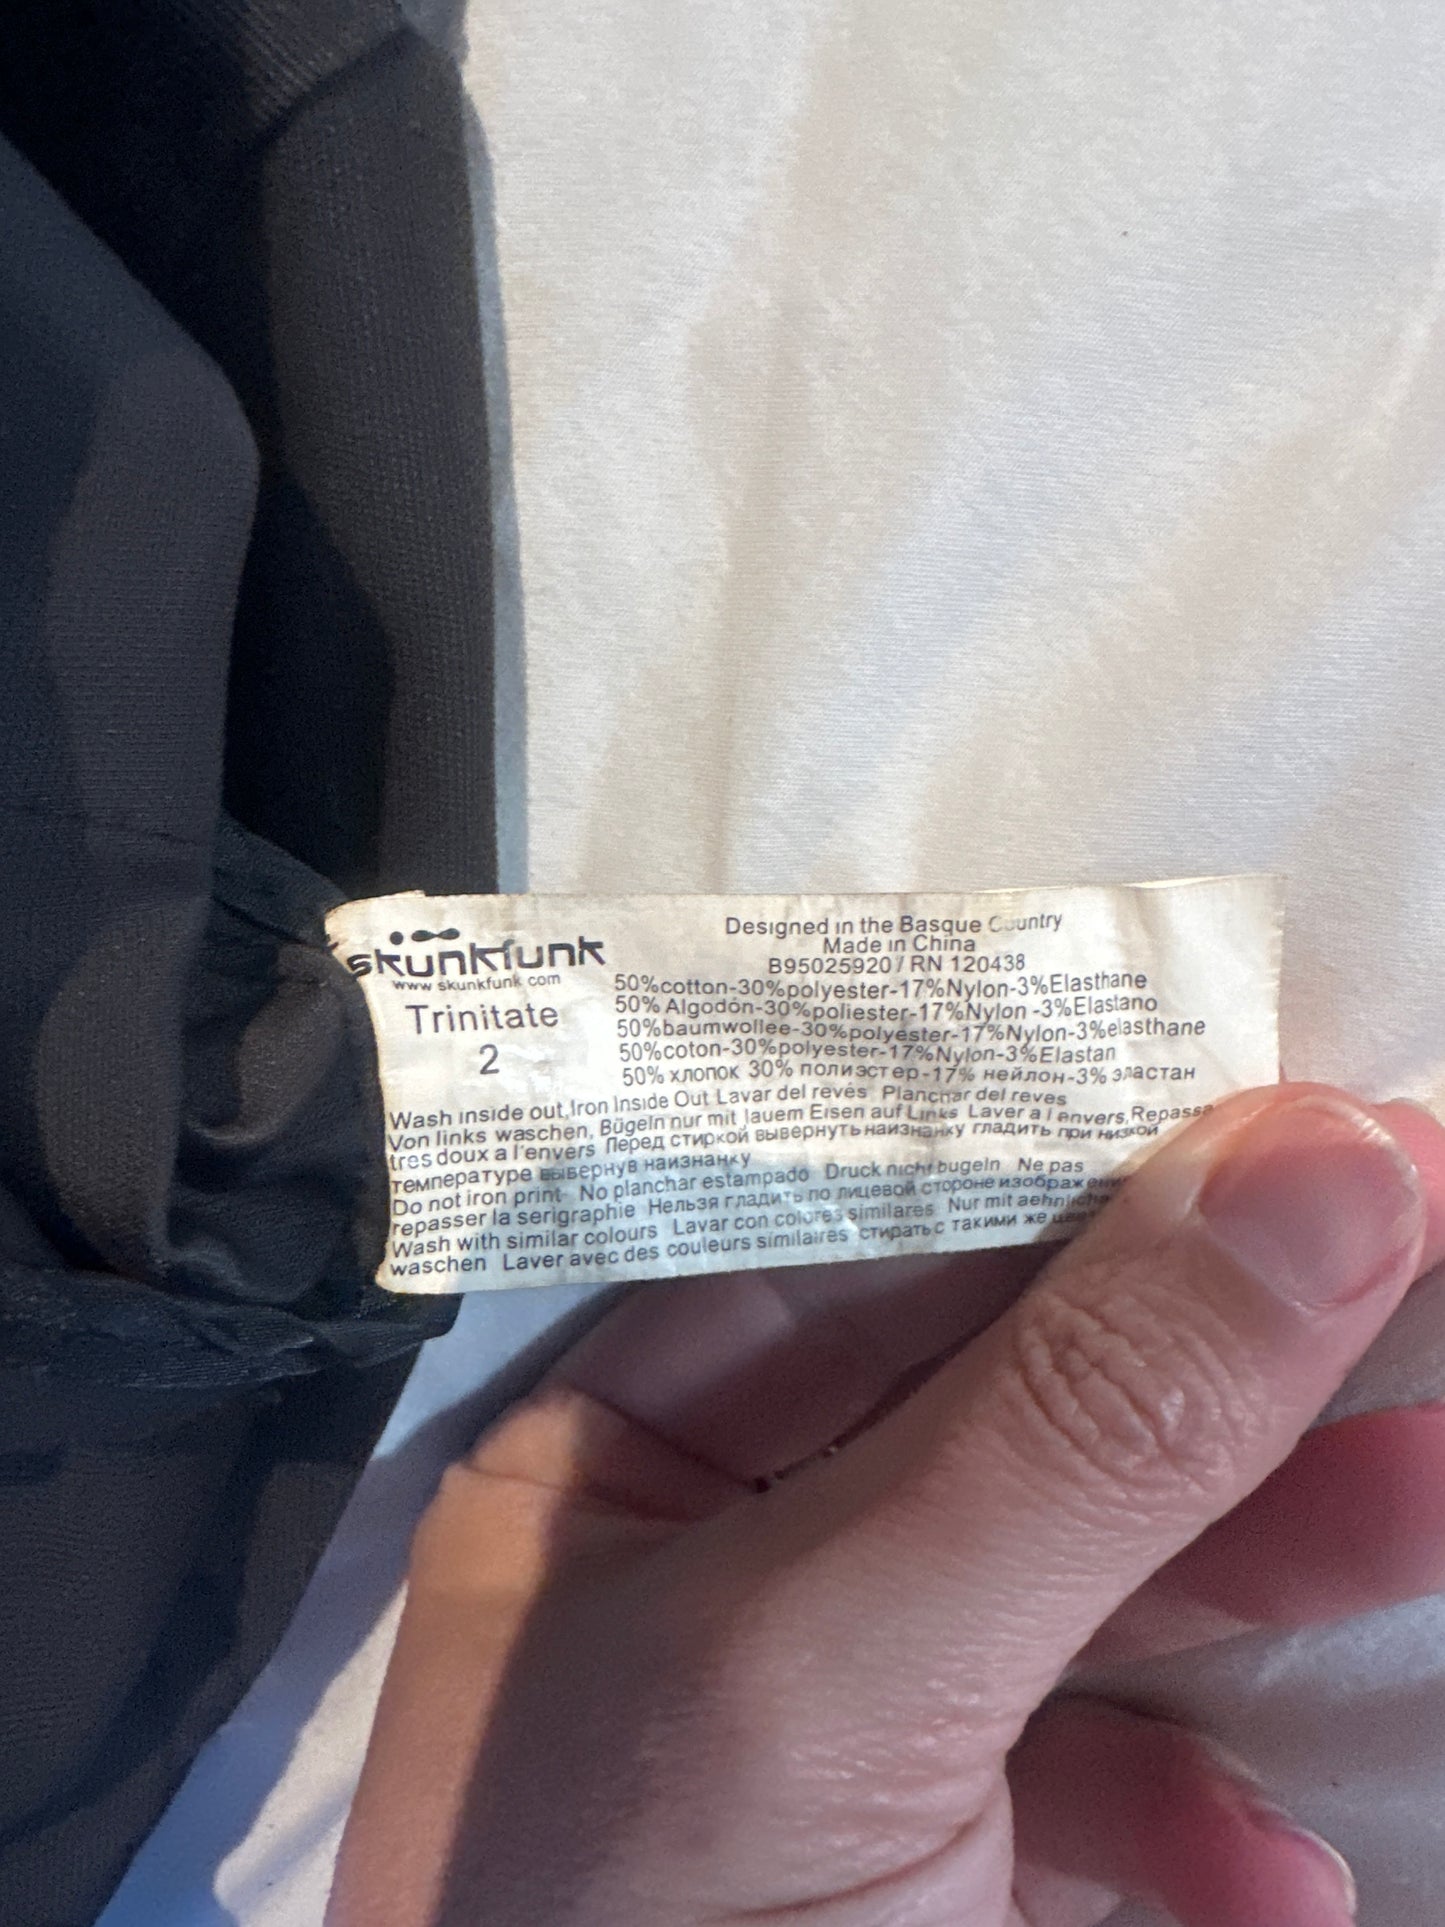 skunkfunk
www skunkfunk com
Trinitate
2
Designed in the Basque Country
Made in China
B95025920 / RN 120438
50%cotton-30%polyester-17%Nylon-3%Elasthane
50% Algodón-30%poliester-17%Nylon -3%Elastano
50%baumwollee-30%polyester-17%Nylon-3%elasthane
50%coton-30%polyester-17%Nylon-3%Elastan
50% хлопок 30% полиэстер-17% нейлон-3% эластан
Wash inside out, Iron Inside Out Lavar del revés Planchar del reves
Von links waschen, Bügeln nur mit lauem Eisen auf Links Laver a l envers, Repasser
tres doux a l'envers Перед стиркой вывернуть наизнанку гладить при низкой
температуре вывернув наизнанку
Do not iron print No planchar estampado Druck nicht bugeln Ne pas
repasser la serigraphie Нельзя гладить по лицевой стороне
Wash with similar colours Lavar con colores similares Nur mit
waschen Laver avec des couleurs similaires стирать с такими же